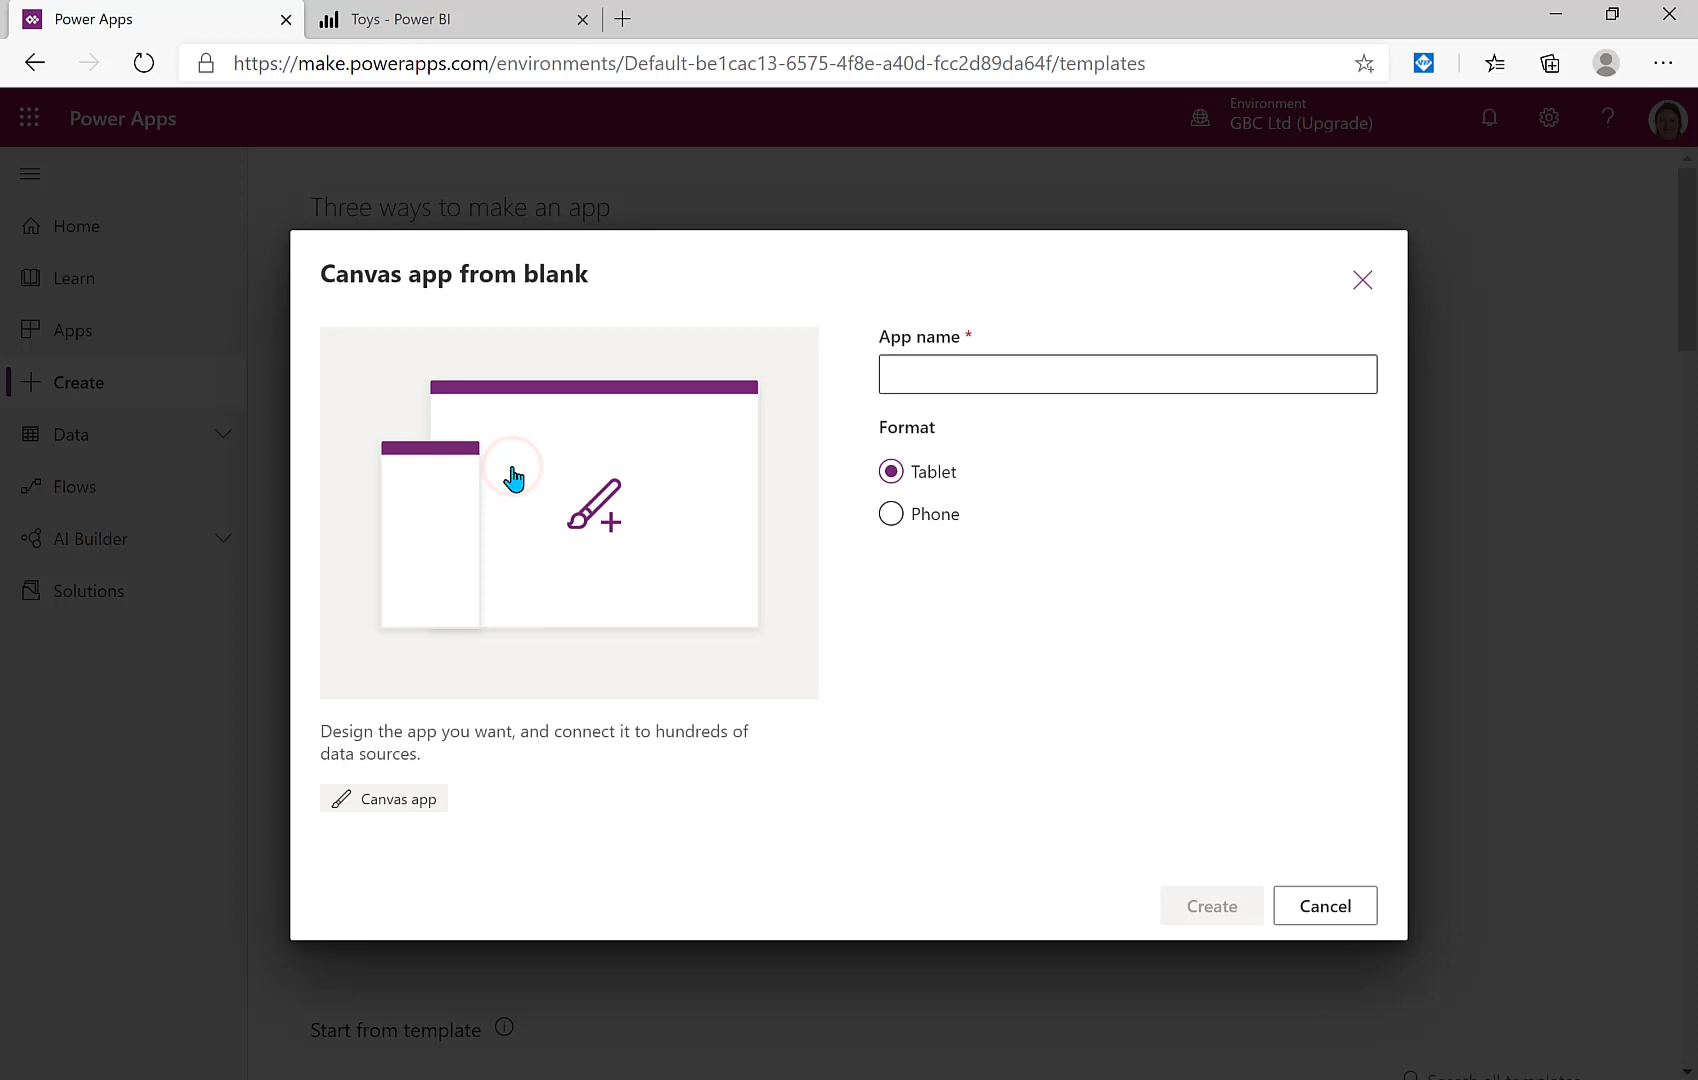 Power Apps
Toys - Power BI
https://make.powerapps.com/environments/Default-be1cac13-6575-4f8e-a40d-fcc2d89da64f/templates
Power Apps
Environment
GBC Ltd (Upgrade)
Home
Learn
Apps
Create
Data
Flows
AI Builder
Solutions
Three ways to make an app
Canvas app from blank
App name *
Format
Tablet
Phone
Design the app you want, and connect it to hundreds of
data sources.
Canvas app
Create
Cancel
Start from template
Search all templates